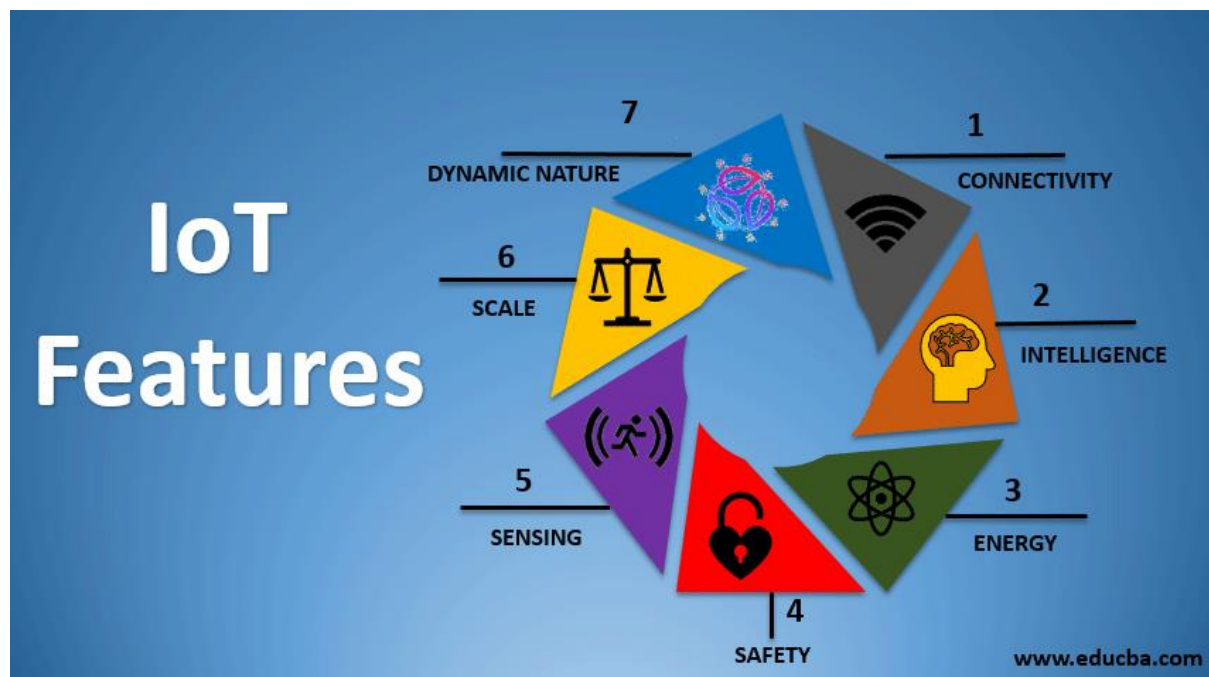 IoT
Features
1
CONNECTIVITY
2
INTELLIGENCE
3
ENERGY
4
SAFETY
5
SENSING
6
SCALE
7
DYNAMIC NATURE
www.educba.com